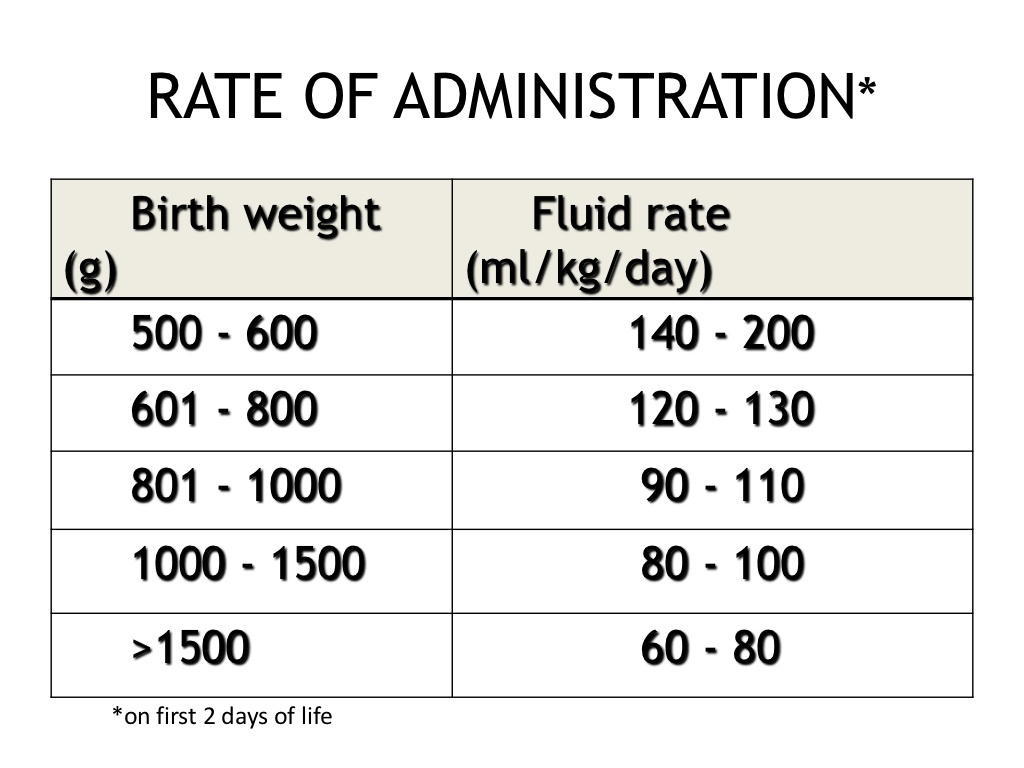 RATE OF ADMINISTRATION*
Birth weight
(g)
Fluid rate
(ml/kg/day)
500 - 600 140 - 200
601 - 800 120 - 130
801 - 1000 90 - 110
1000 - 1500 80 - 100
>1500 60 - 80
*on first 2 days of life